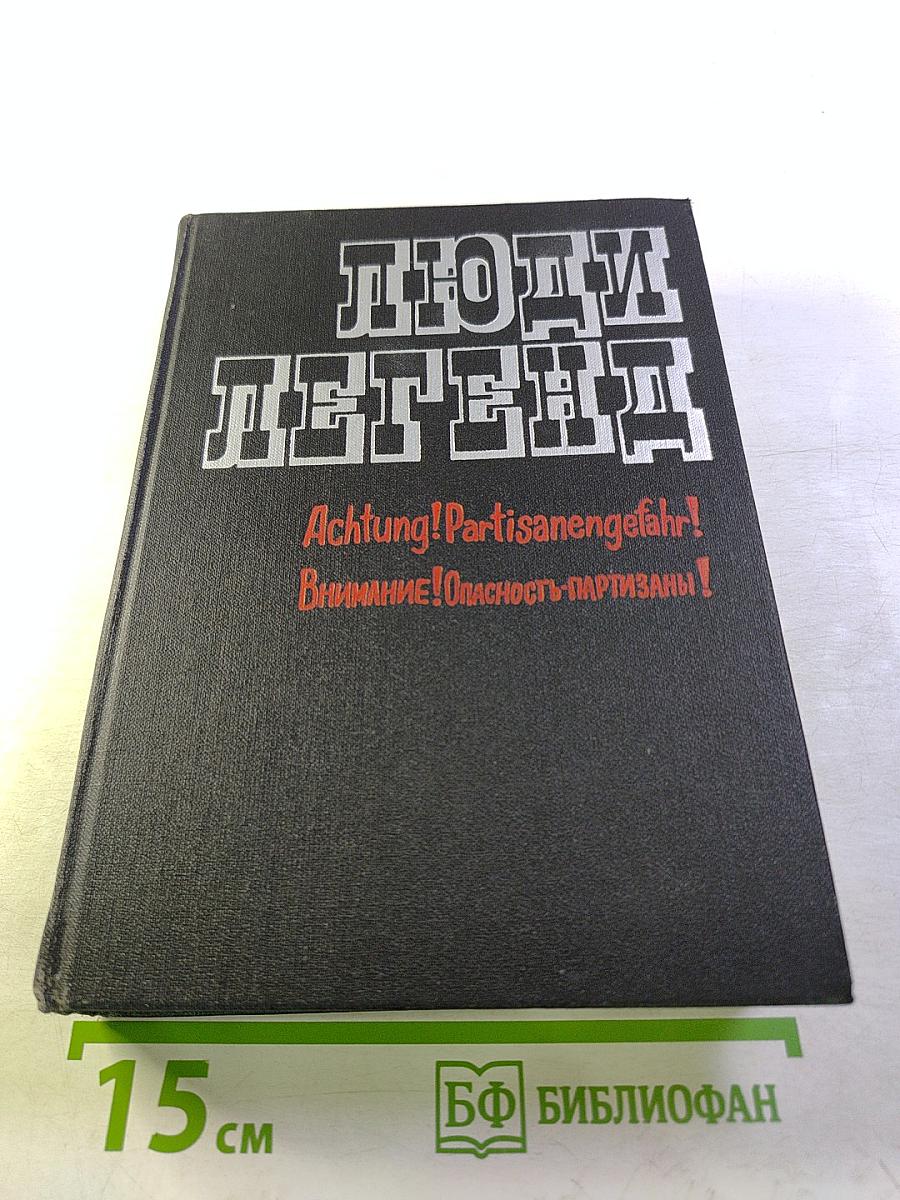 ЛЮДИ
ЛЕГЕНД
Achtung! Partisanengefahr!
Внимание! Опасность-партизаны!
15 см
БФ БИБЛИОФАН